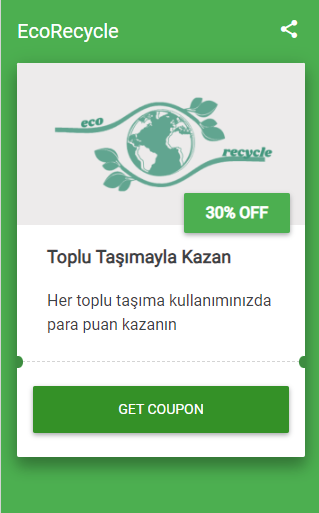 EcoRecycle
eco
recycle
30% OFF
Toplu Taşımayla Kazan
Her toplu taşıma kullanımınızda
para puan kazanın
GET COUPON